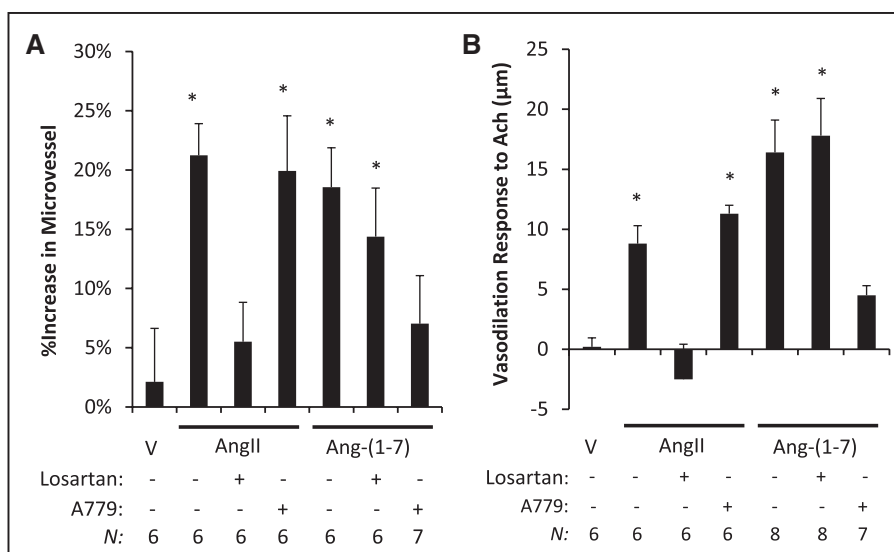 A
%Increase in Microvessel
30%
25%
20%
15%
10%
5%
0%
* * * *
V AngII Ang-(1-7)
Losartan: - - + - - + -
A779: - - - + - - +
N: 6 6 6 6 6 6 7
B
Vasodilation Response to Ach (μm)
25
20
15
10
5
0
-5
* * * *
V AngII Ang-(1-7)
- - + - - + -
- - - + - - +
6 6 6 6 8 8 7